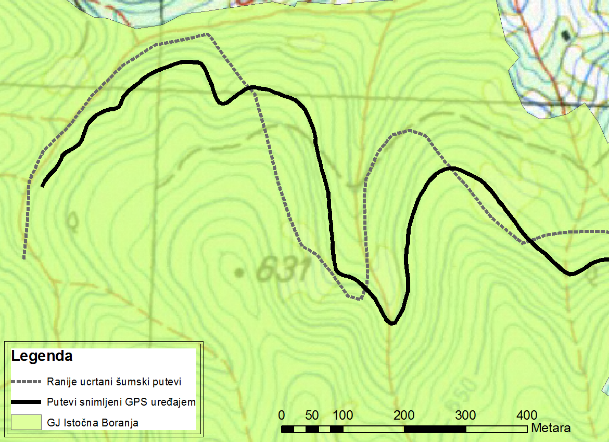 631
Legenda
Ranije ucrtani šumski putevi
Putevi snimljeni GPS uređajem
GJ Istočna Boranja
0 50 100 200 300 400
Metara